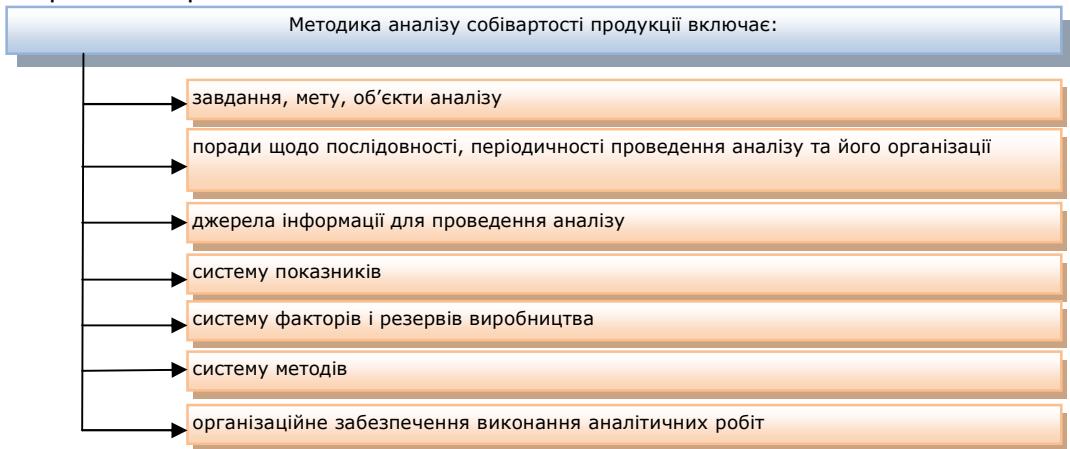 Методика аналізу собівартості продукції включає:
завдання, мету, об’єкти аналізу
поради щодо послідовності, періодичності проведення аналізу та його організації
джерела інформації для проведення аналізу
систему показників
систему факторів і резервів виробництва
систему методів
організаційне забезпечення виконання аналітичних робіт